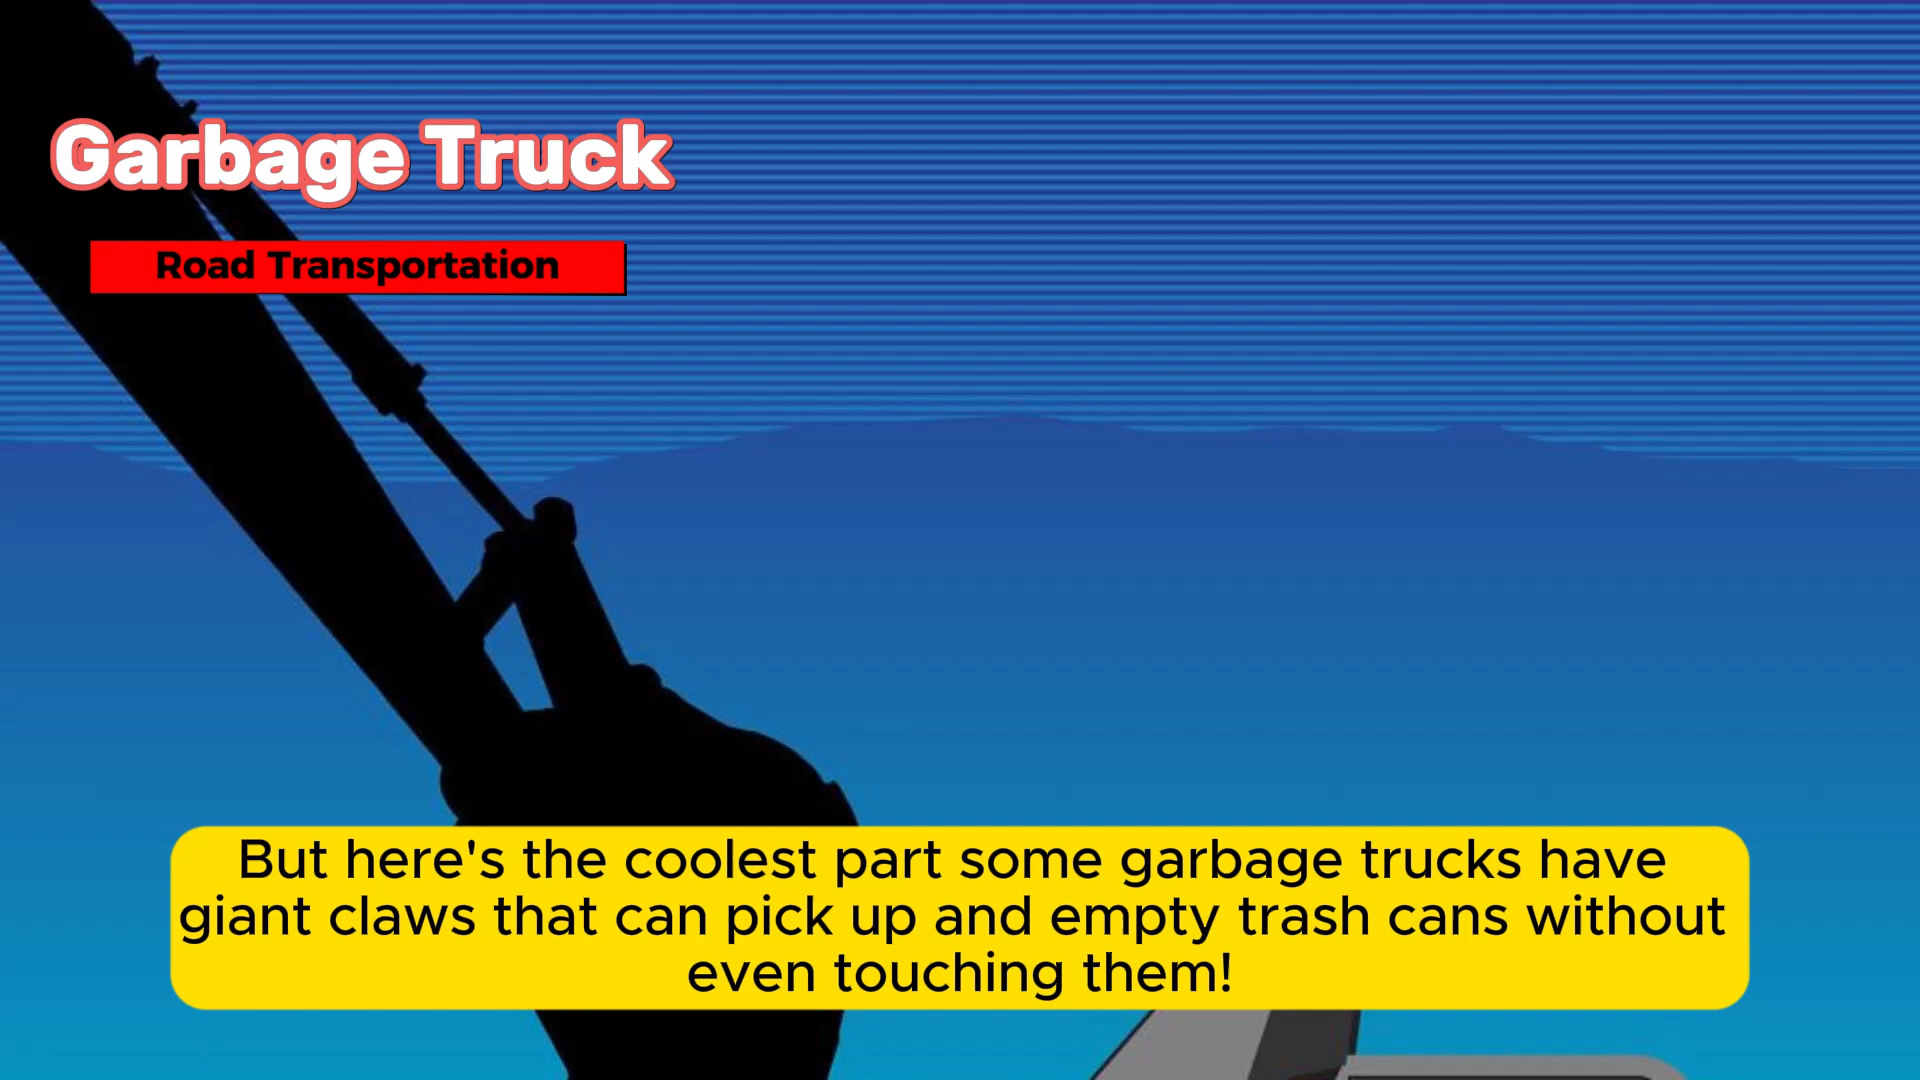 Garbage Truck
Road Transportation
But here's the coolest part some garbage trucks have
giant claws that can pick up and empty trash cans without
even touching them!